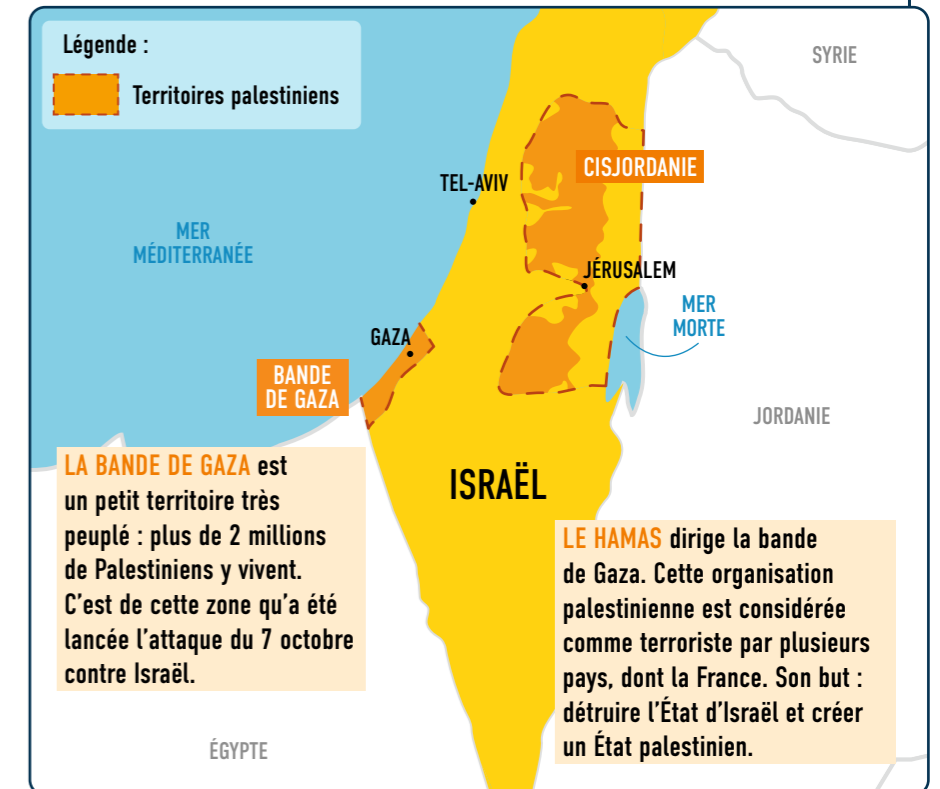 Légende :
Territoires palestiniens
SYRIE
CISJORDANIE
TEL-AVIV
MER
MÉDITERRANÉE
JÉRUSALEM
MER
MORTE
GAZA
BANDE
DE GAZA
JORDANIE
ISRAËL
LA BANDE DE GAZA est
un petit territoire très
peuplé : plus de 2 millions
de Palestiniens y vivent.
C’est de cette zone qu’a été
lancée l’attaque du 7 octobre
contre Israël.
LE HAMAS dirige la bande
de Gaza. Cette organisation
palestinienne est considérée
comme terroriste par plusieurs
pays, dont la France. Son but :
détruire l’État d’Israël et créer
un État palestinien.
ÉGYPTE